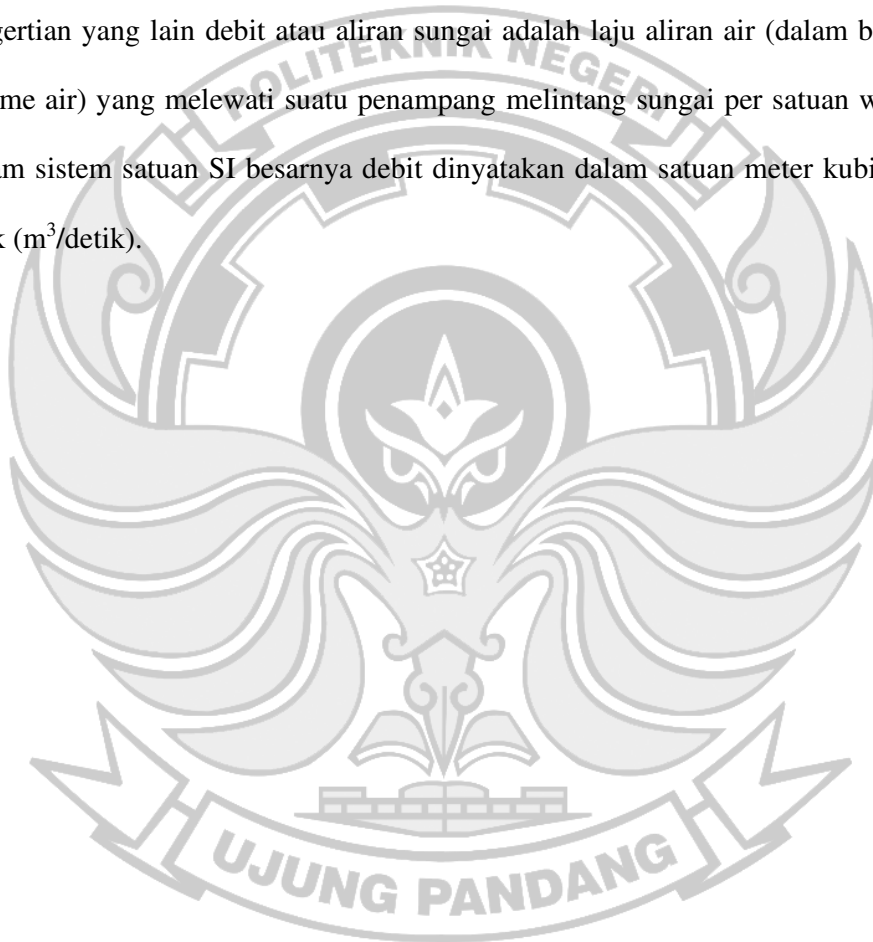 gertian yang lain debit atau aliran sungai adalah laju aliran air (dalam b
me air) yang melewati suatu penampang melintang sungai per satuan w
m sistem satuan SI besarnya debit dinyatakan dalam satuan meter kubi
k (m³/detik).
POLITEKNIK NEGERI
UJUNG PANDANG